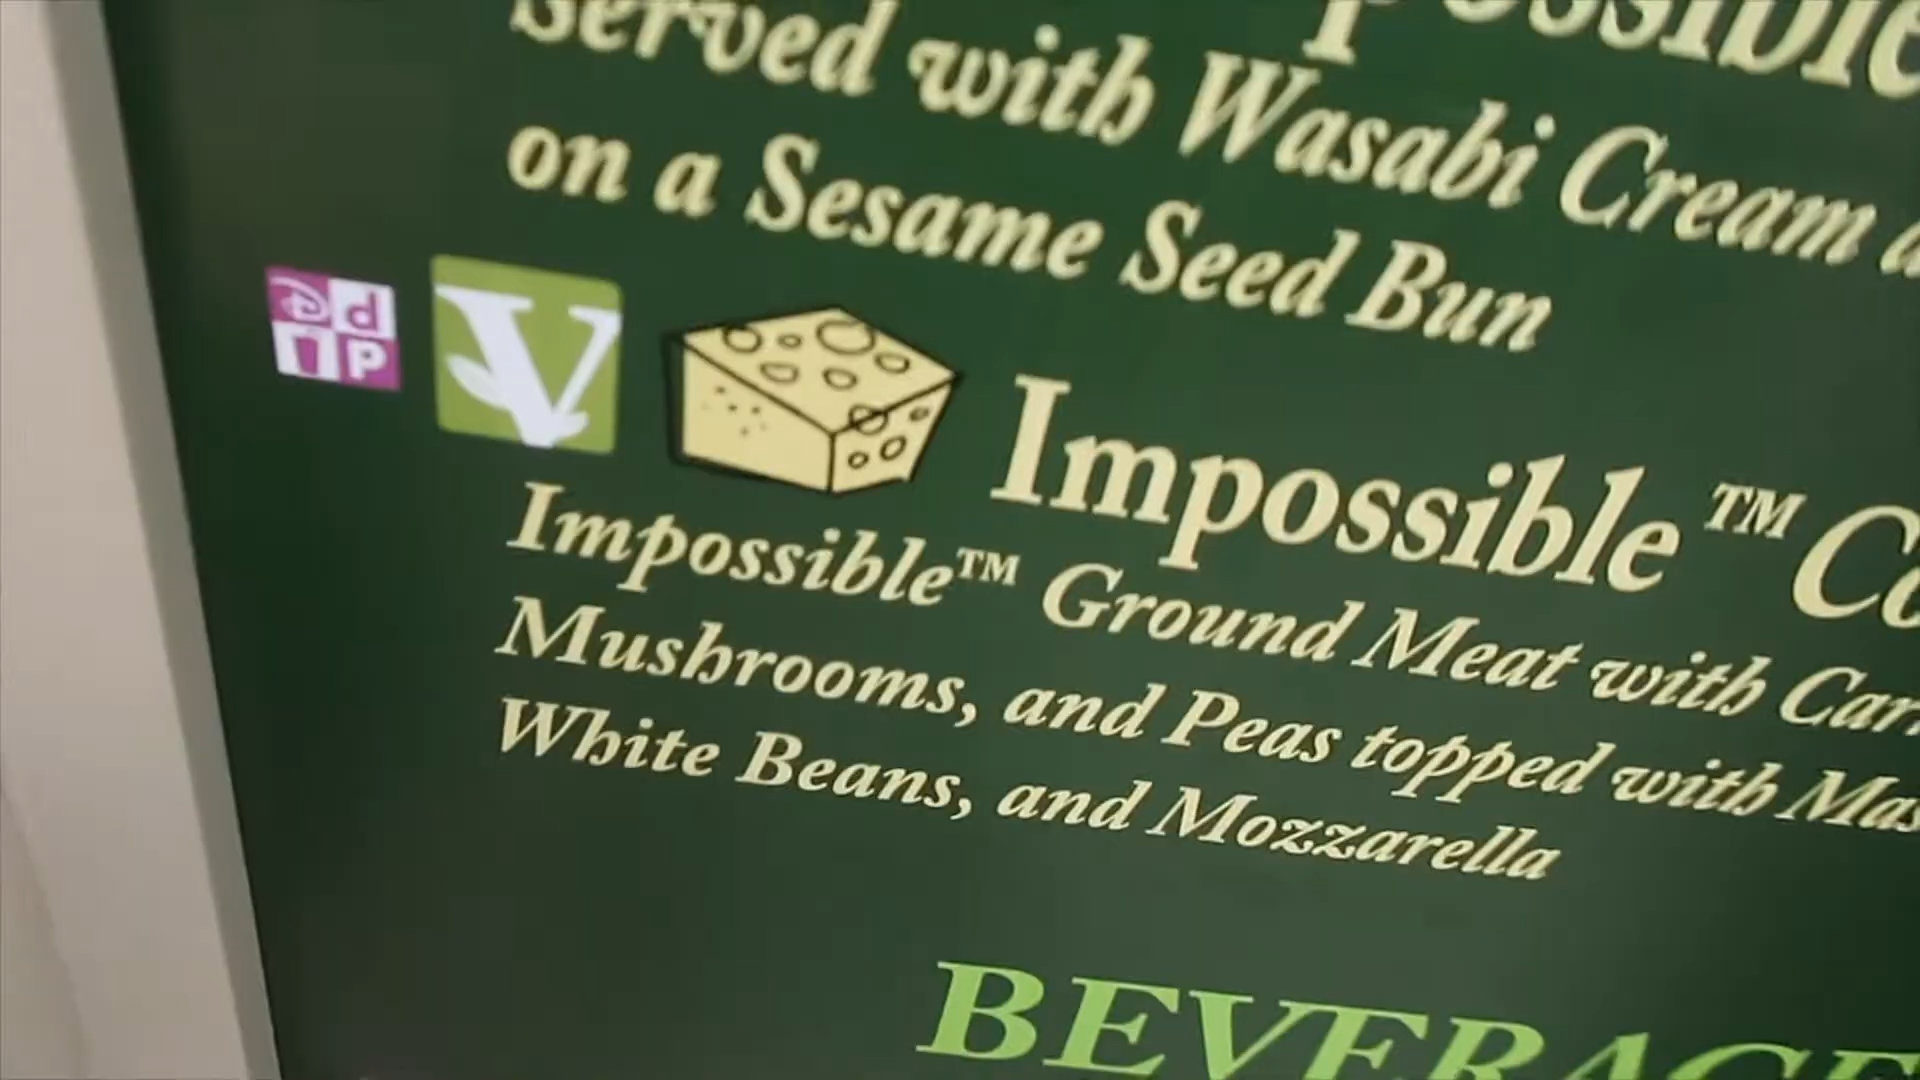 Served with Wasabi Cream
on a Sesame Seed Bun
D d
P
V
Impossible™
Impossible™ Ground Meat with
Mushrooms, and Peas topped with
White Beans, and Mozzarella